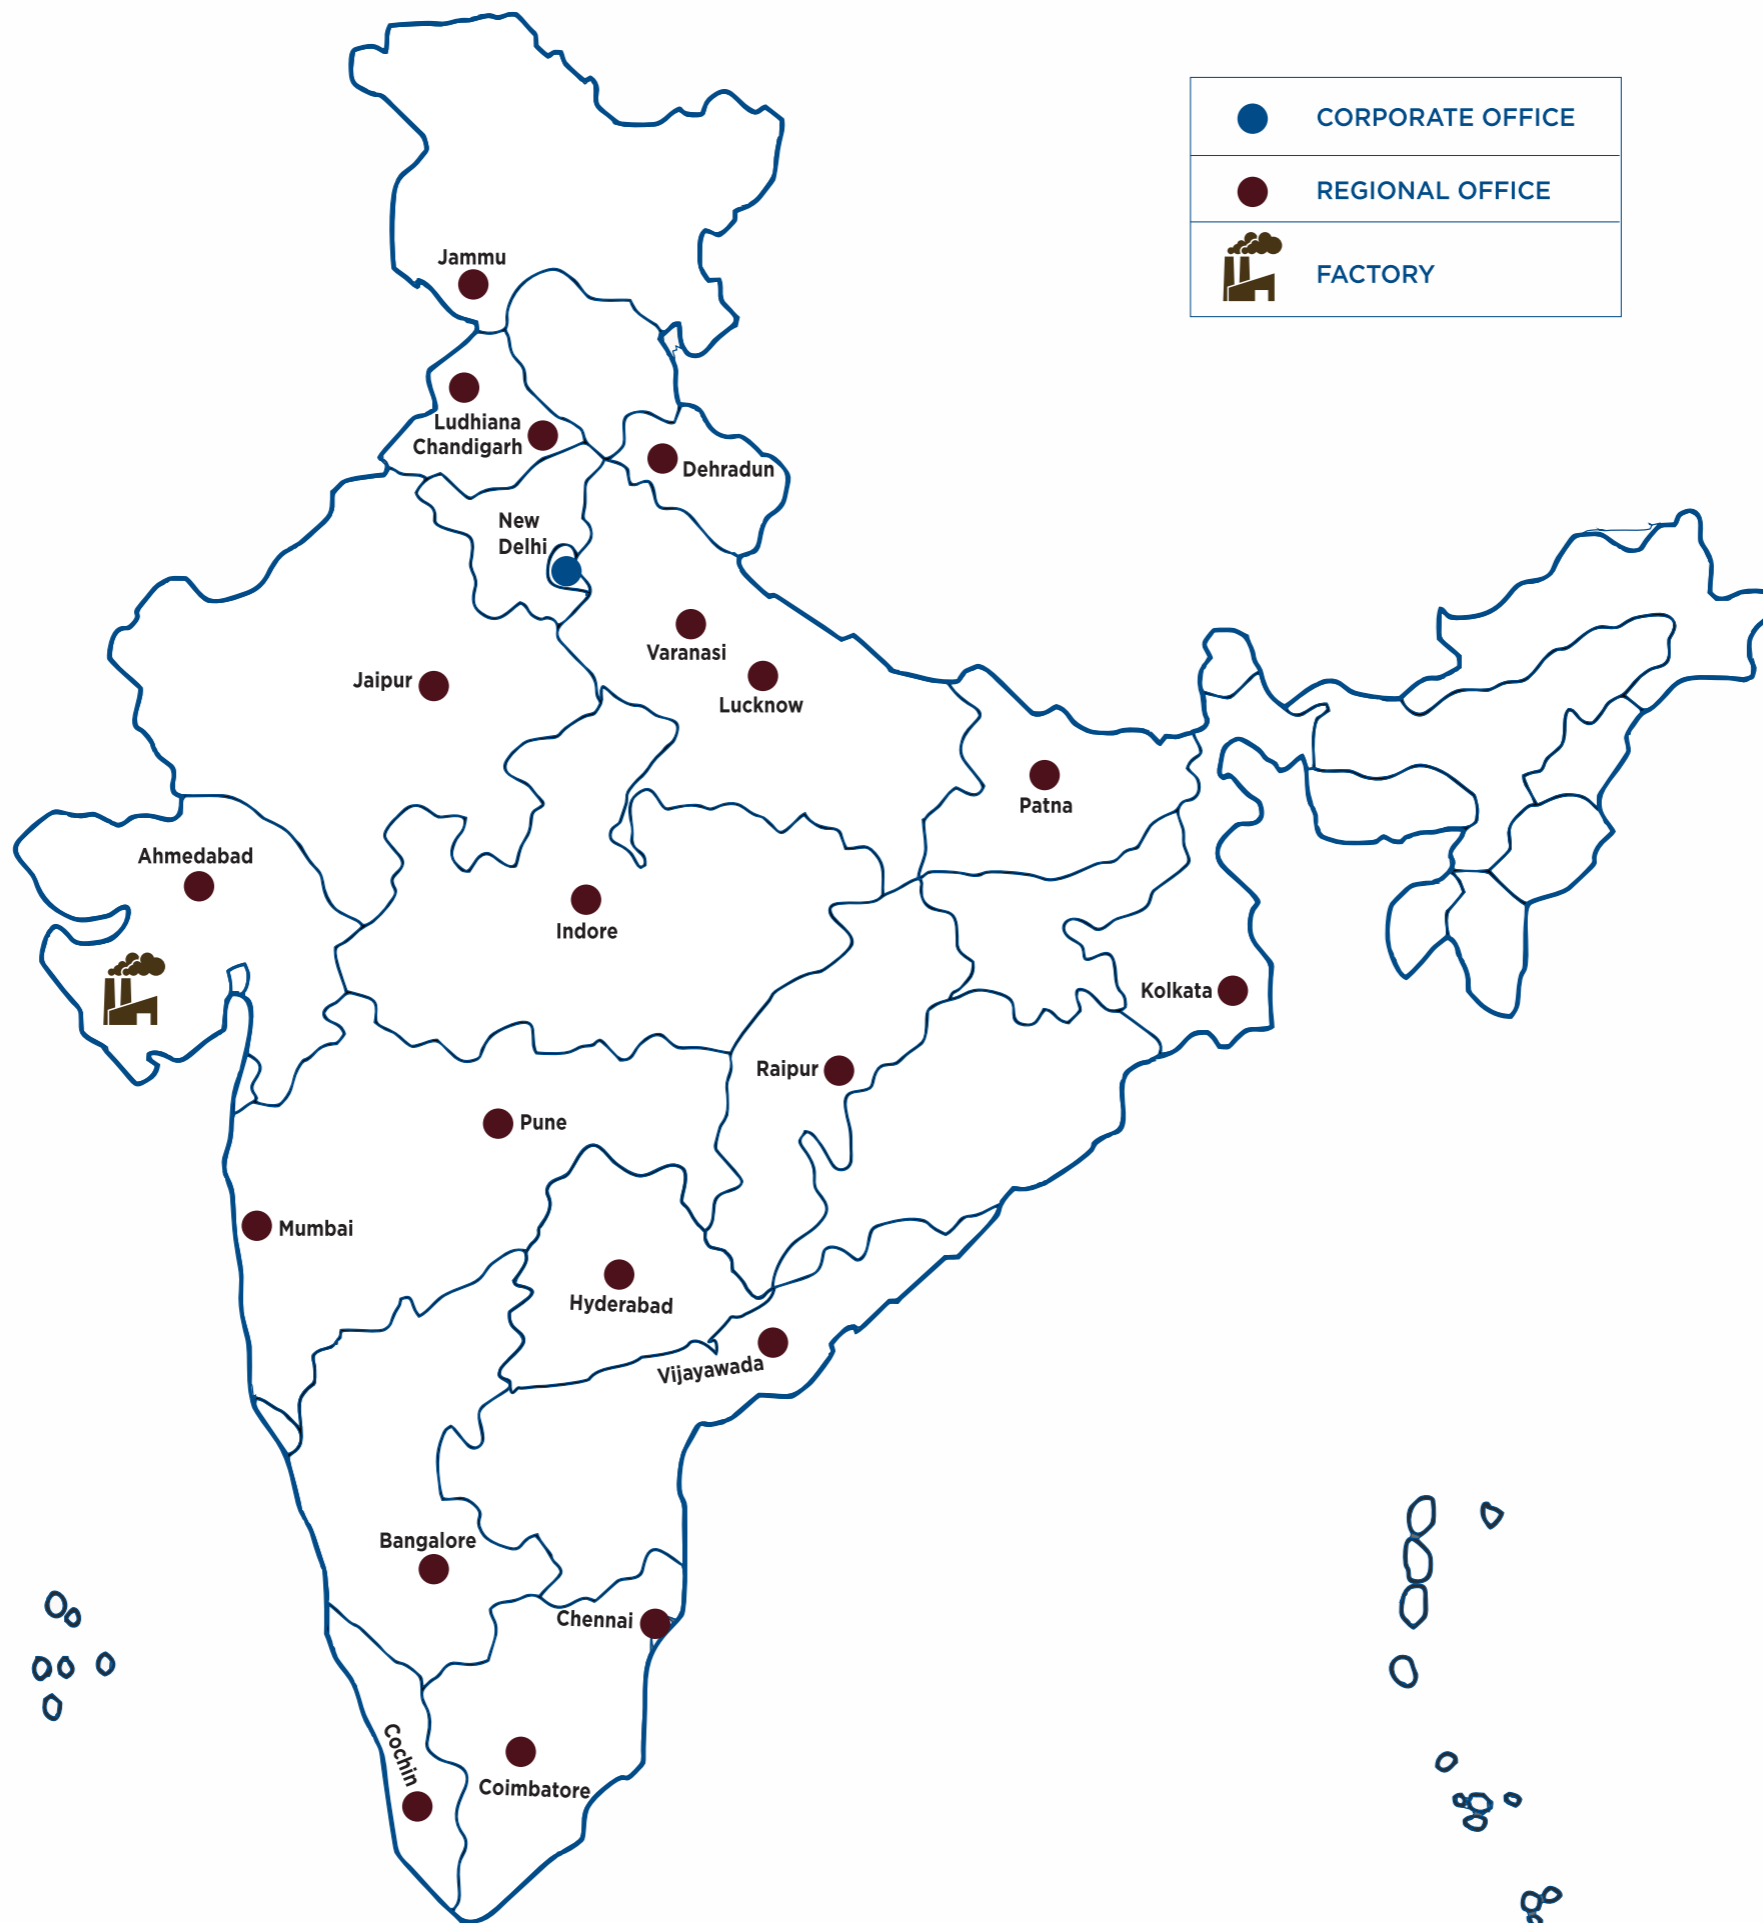 CORPORATE OFFICE
REGIONAL OFFICE
FACTORY
Jammu
Ludhiana
Chandigarh
Dehradun
New
Delhi
Varanasi
Jaipur
Lucknow
Patna
Ahmedabad
Indore
Kolkata
Raipur
Pune
Mumbai
Hyderabad
Vijayawada
Bangalore
Chennai
Cochin
Coimbatore